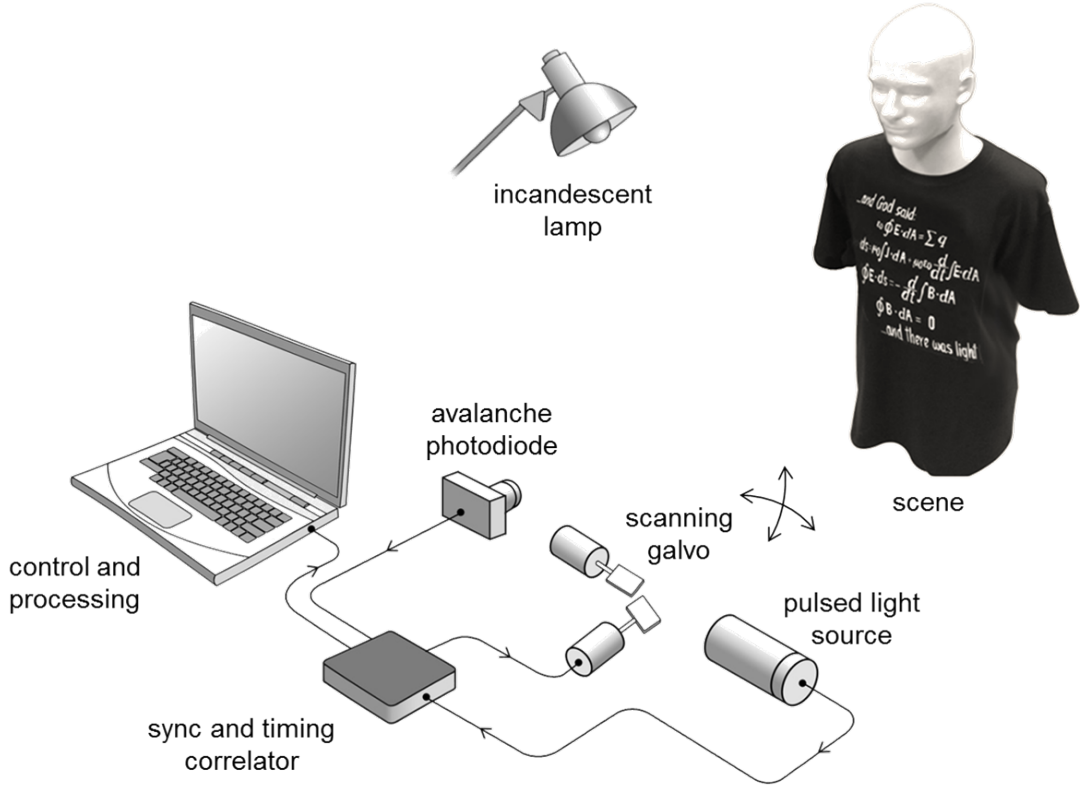 incandescent
lamp
...and God said:
ε0∮E·dA=∑q
ds=μ0∫J·dA+μ0ε0 d/dt ∫E·dA
∮E·ds=-d/dt ∫B·dA
∮B·dA = 0
...and there was light
avalanche
photodiode
scene
scanning
galvo
control and
processing
pulsed light
source
sync and timing
correlator